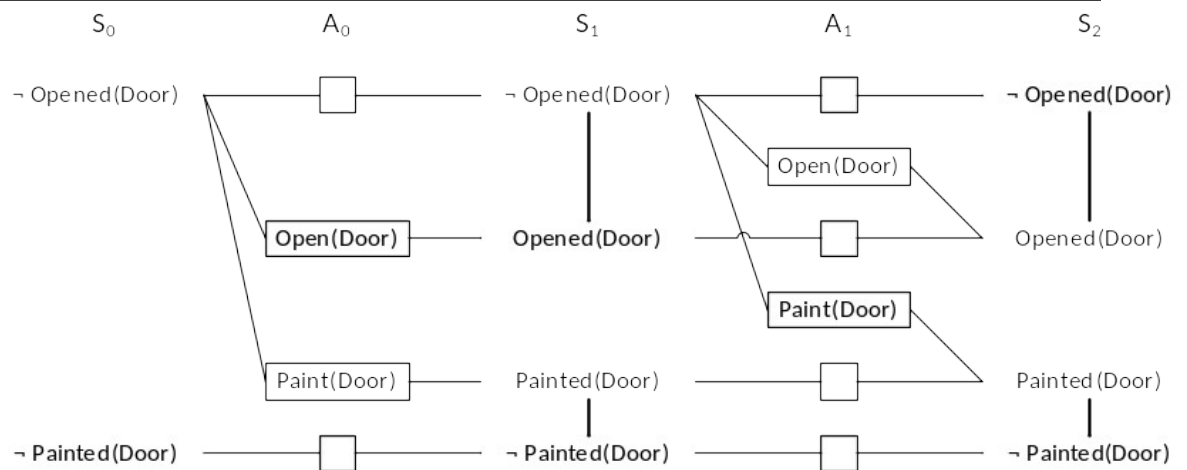 S₀ A₀ S₁ A₁ S₂
¬ Opened(Door) ¬ Opened(Door) ¬ Opened(Door)
Open(Door)
Open(Door) Opened(Door) Opened(Door)
Paint(Door)
Paint(Door) Painted(Door) Painted(Door)
¬ Painted(Door) ¬ Painted(Door) ¬ Painted(Door)